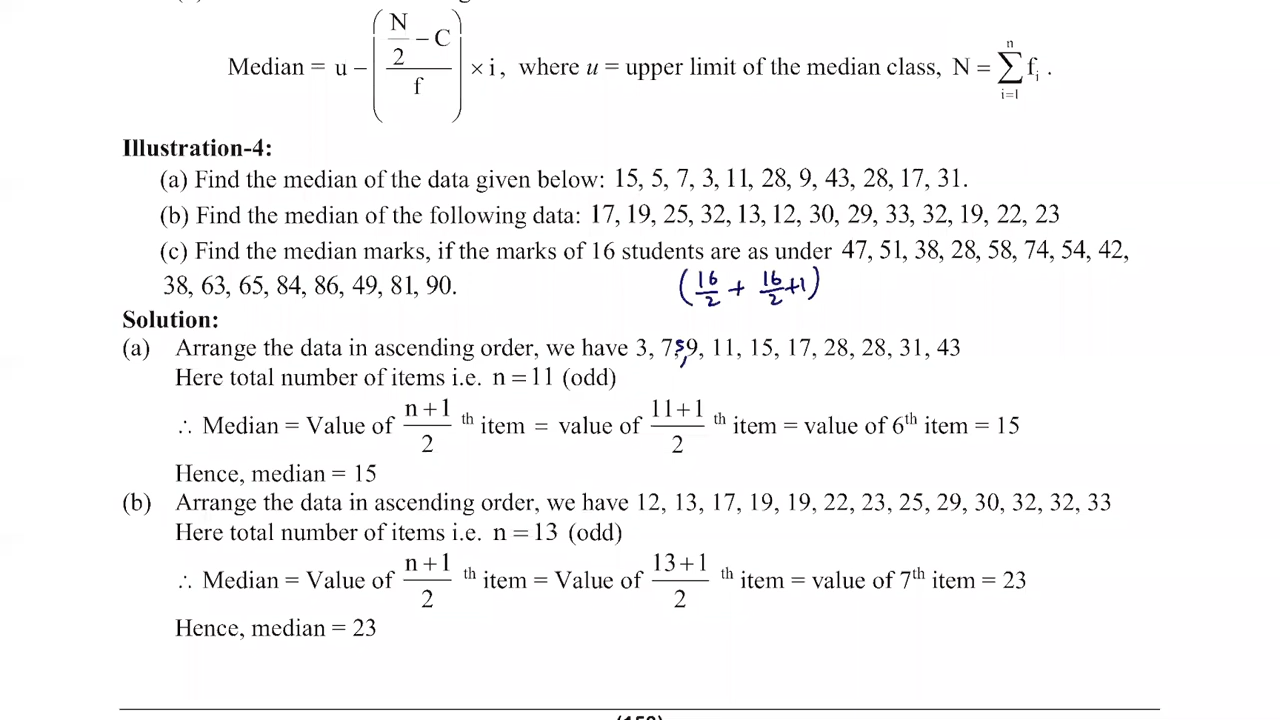 Median = u − ( (N/2 − C) / f ) × i, where u = upper limit of the median class, N = ∑ⁿᵢ₌₁ fᵢ .
Illustration-4:
(a) Find the median of the data given below: 15, 5, 7, 3, 11, 28, 9, 43, 28, 17, 31.
(b) Find the median of the following data: 17, 19, 25, 32, 13, 12, 30, 29, 33, 32, 19, 22, 23
(c) Find the median marks, if the marks of 16 students are as under 47, 51, 38, 28, 58, 74, 54, 42,
38, 63, 65, 84, 86, 49, 81, 90.
(16/2 + 16/2+1)
Solution:
(a) Arrange the data in ascending order, we have 3, 7, 5, 9, 11, 15, 17, 28, 28, 31, 43
Here total number of items i.e. n = 11 (odd)
∴ Median = Value of (n+1)/2 th item = value of (11+1)/2 th item = value of 6th item = 15
Hence, median = 15
(b) Arrange the data in ascending order, we have 12, 13, 17, 19, 19, 22, 23, 25, 29, 30, 32, 32, 33
Here total number of items i.e. n = 13 (odd)
∴ Median = Value of (n+1)/2 th item = Value of (13+1)/2 th item = value of 7th item = 23
Hence, median = 23